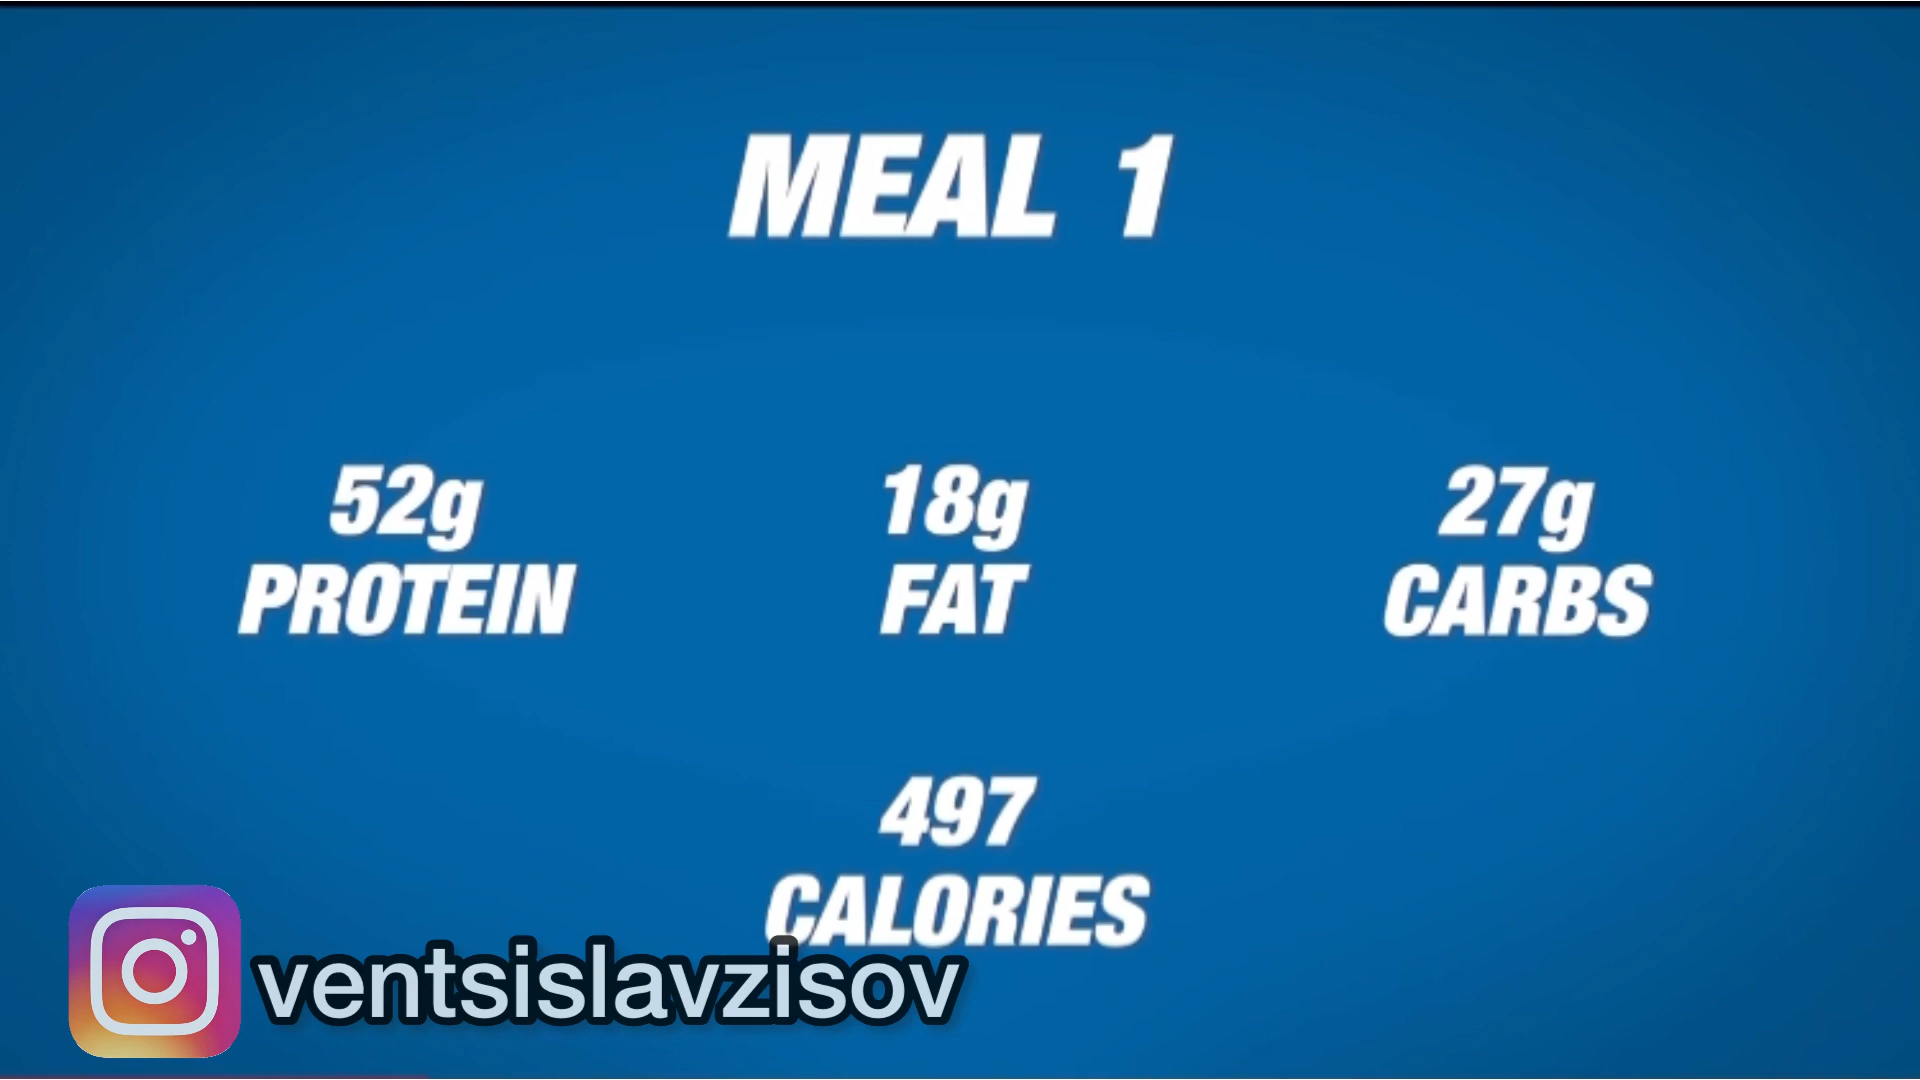 MEAL 1
52g
PROTEIN
18g
FAT
27g
CARBS
497
CALORIES
ventsislavzisov